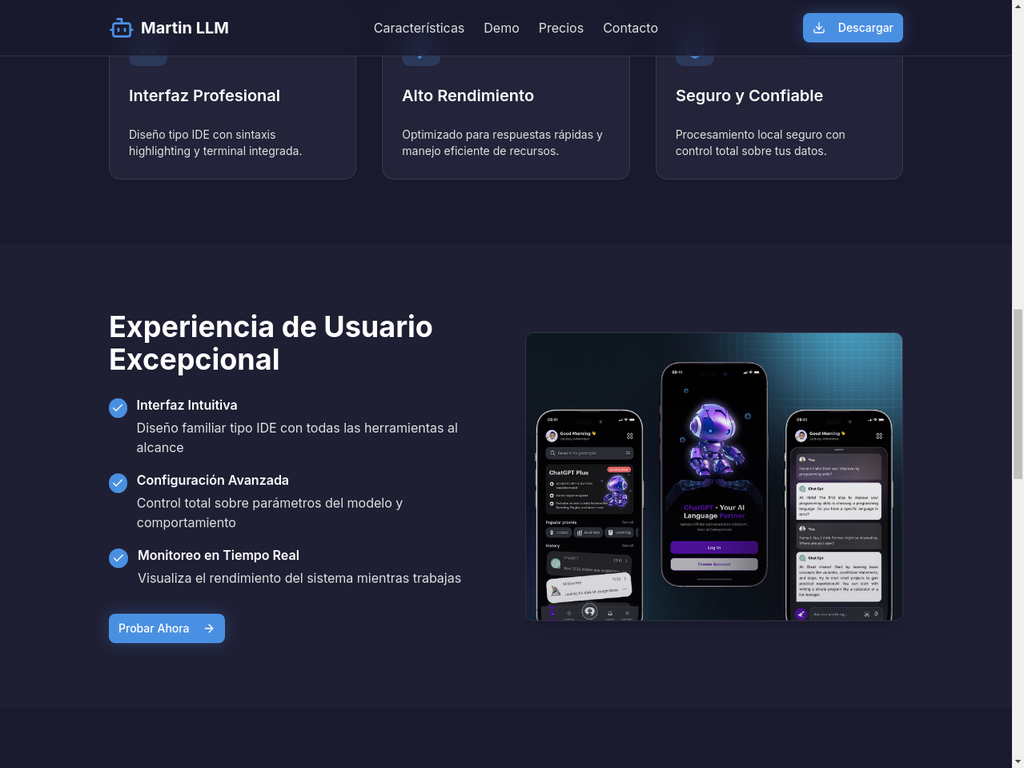 Martin LLM
Características
Demo
Precios
Contacto
Descargar
Interfaz Profesional
Diseño tipo IDE con sintaxis
highlighting y terminal integrada.
Alto Rendimiento
Optimizado para respuestas rápidas y
manejo eficiente de recursos.
Seguro y Confiable
Procesamiento local seguro con
control total sobre tus datos.
Experiencia de Usuario
Excepcional
Interfaz Intuitiva
Diseño familiar tipo IDE con todas las herramientas al
alcance
Configuración Avanzada
Control total sobre parámetros del modelo y
comportamiento
Monitoreo en Tiempo Real
Visualiza el rendimiento del sistema mientras trabajas
Probar Ahora
Good Morning
ChatGPT Plus
Popular promts
History
ChatGPT - Your AI
Language Partner
Log in
Create Account
Good Morning